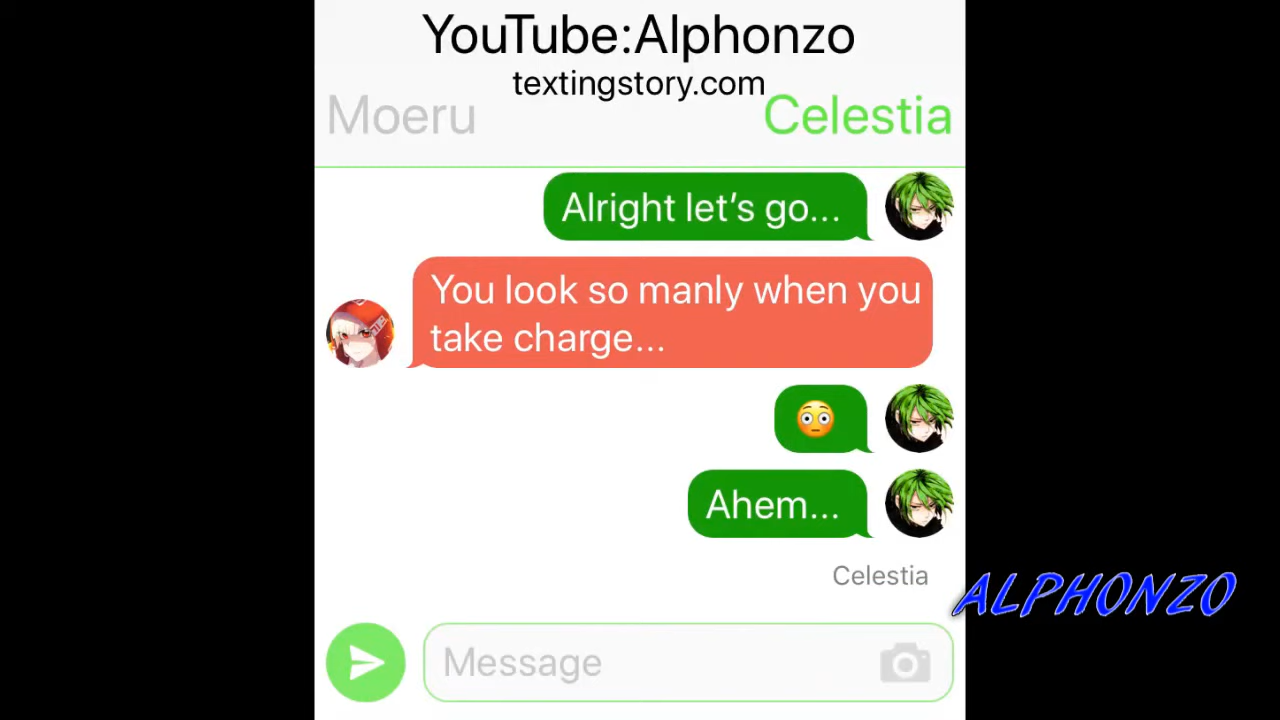 YouTube:Alphonzo
textingstory.com
Moeru
Celestia
Alright let’s go...
You look so manly when you
take charge...
😳
Ahem...
Celestia
ALPHONZO
Message